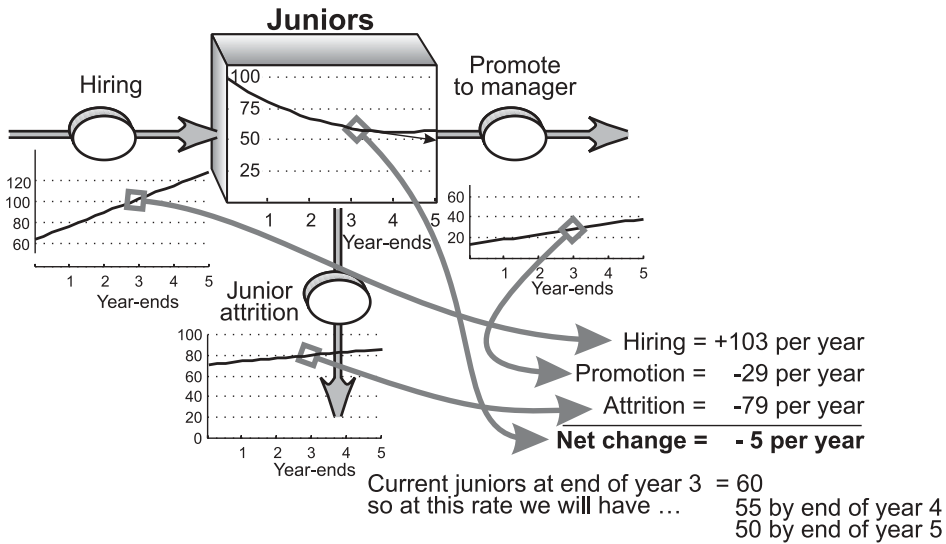 Juniors
Hiring
Promote
to manager
100
75
50
25
1 2 3 4 5
Year-ends
120
100
80
60
1 2 3 4 5
Year-ends
60
40
20
1 2 3 4 5
Year-ends
Junior
attrition
100
80
60
40
20
0
1 2 3 4 5
Year-ends
Hiring = +103 per year
Promotion = -29 per year
Attrition = -79 per year
Net change = - 5 per year
Current juniors at end of year 3 = 60
so at this rate we will have … 55 by end of year 4
50 by end of year 5